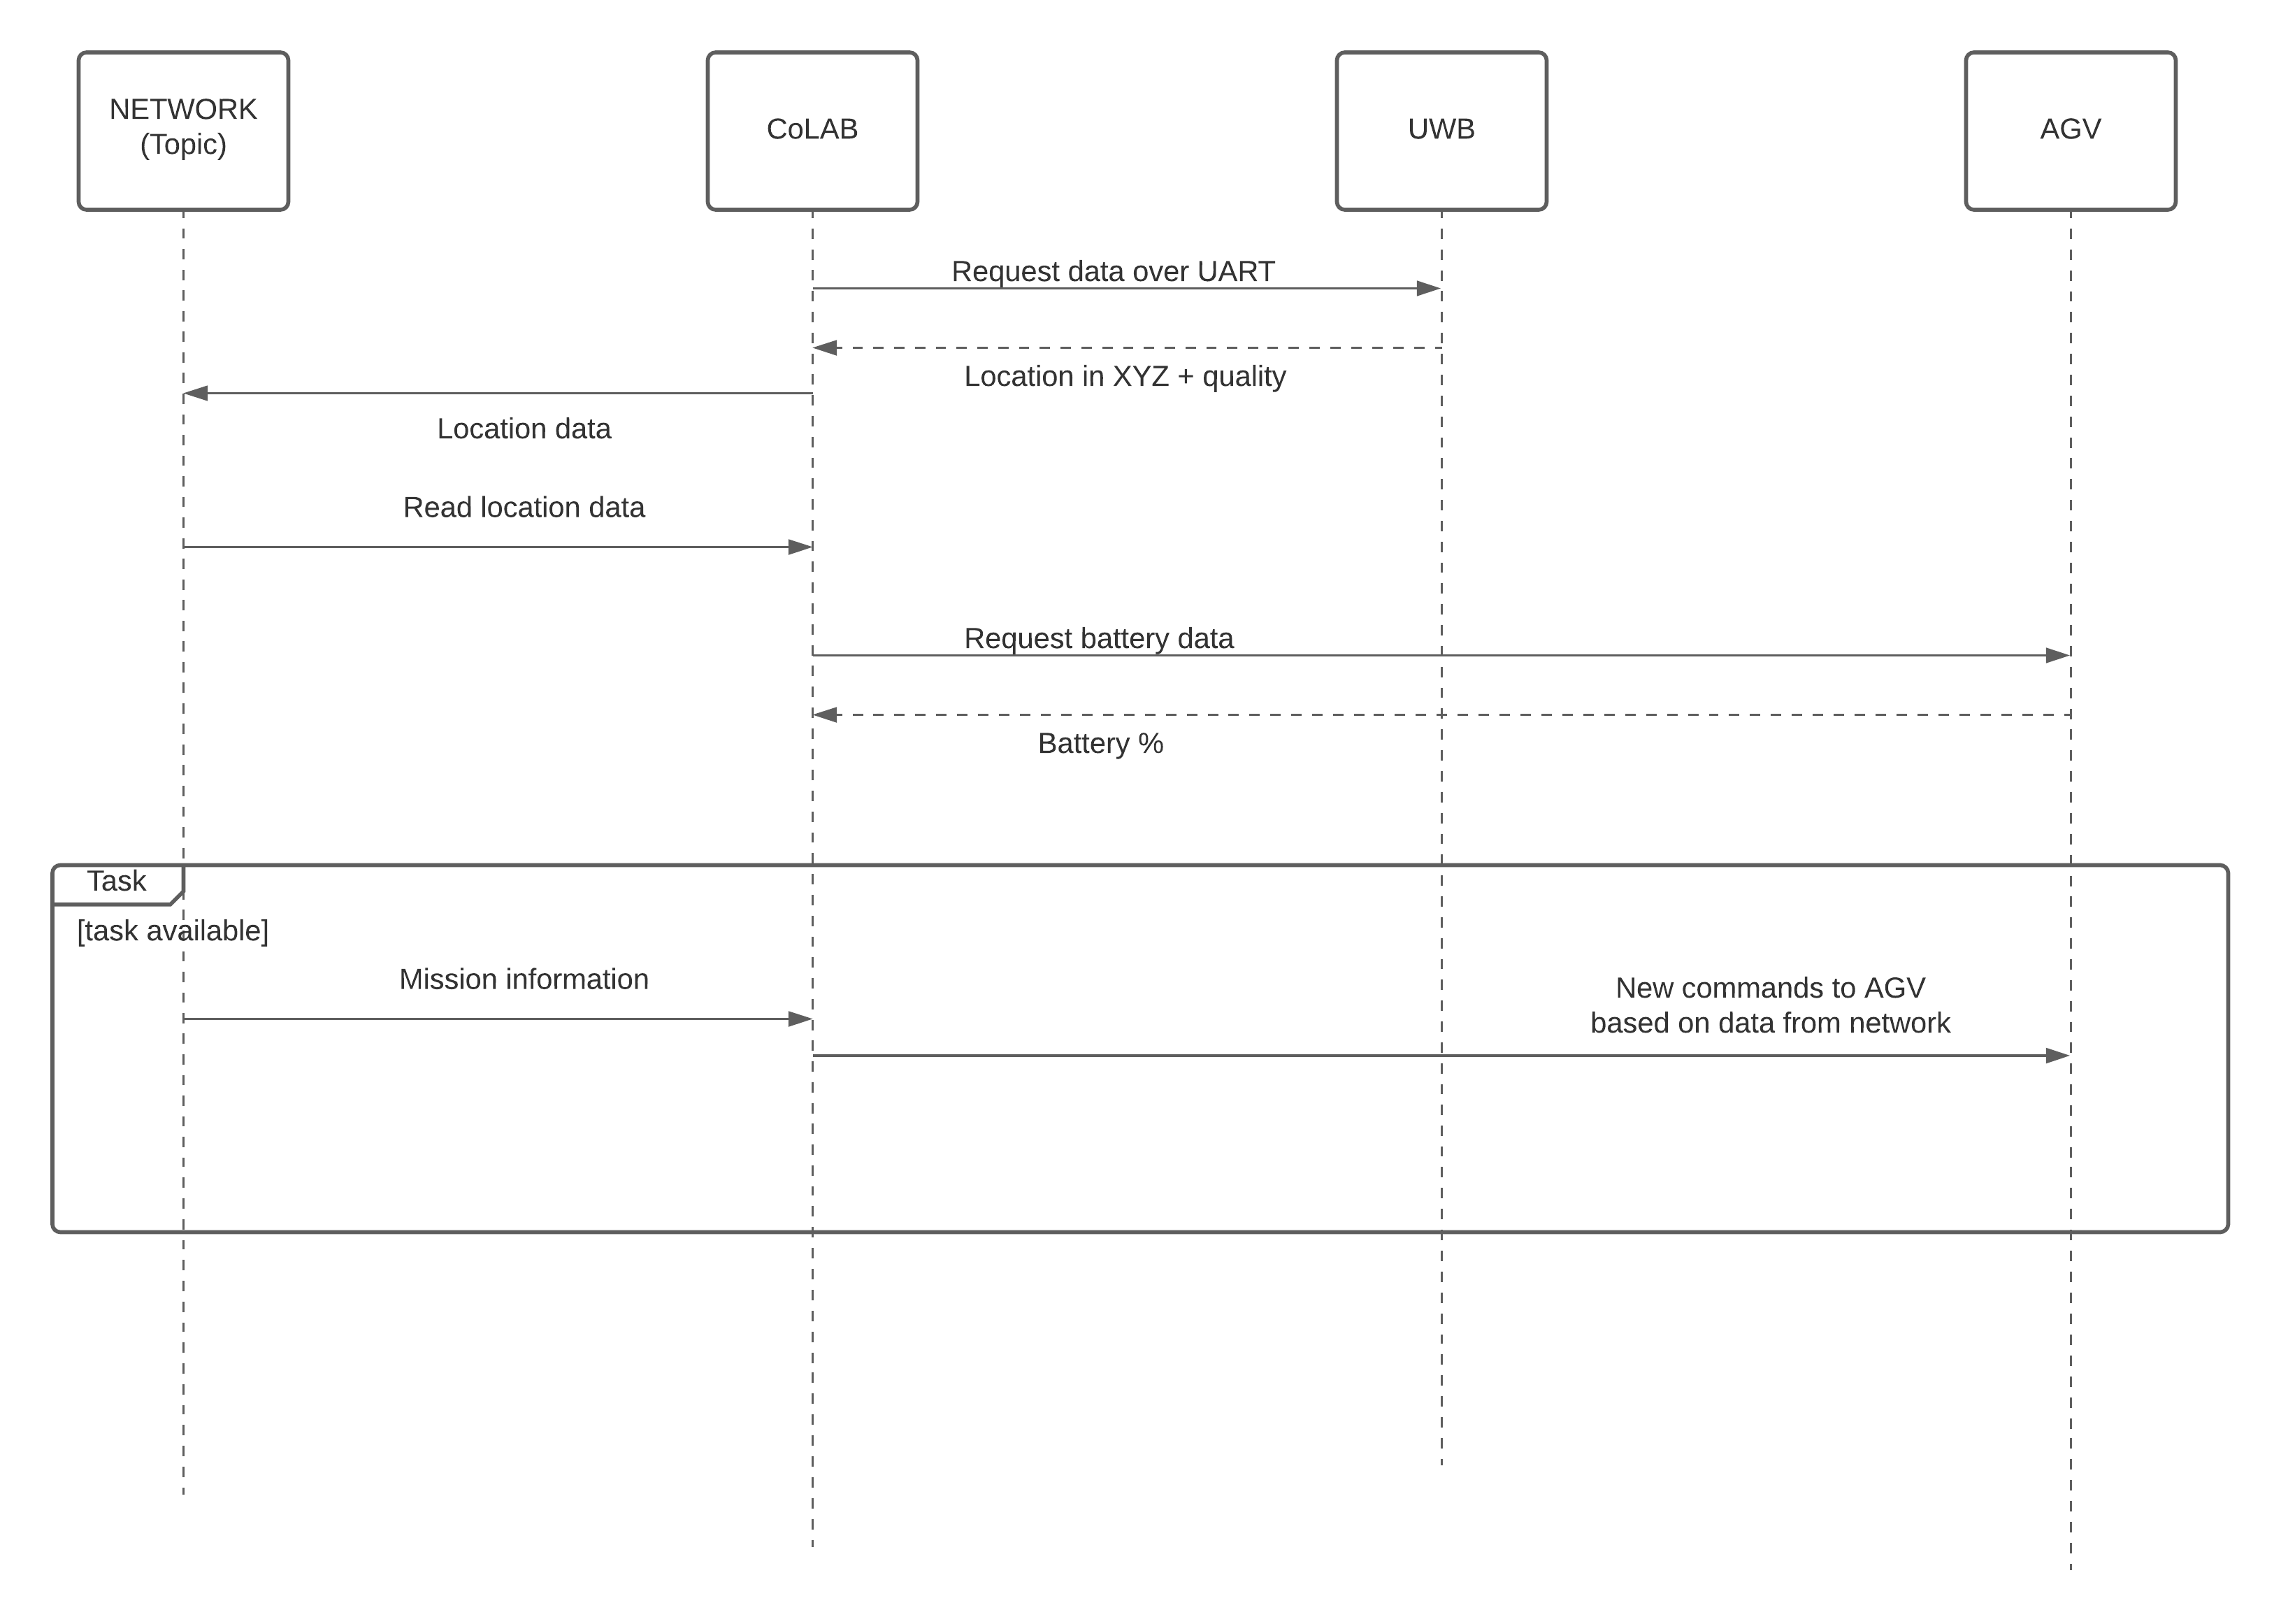 NETWORK
(Topic)
CoLAB
UWB
AGV
Request data over UART
Location in XYZ + quality
Location data
Read location data
Request battery data
Battery %
Task
[task available]
Mission information
New commands to AGV
based on data from network